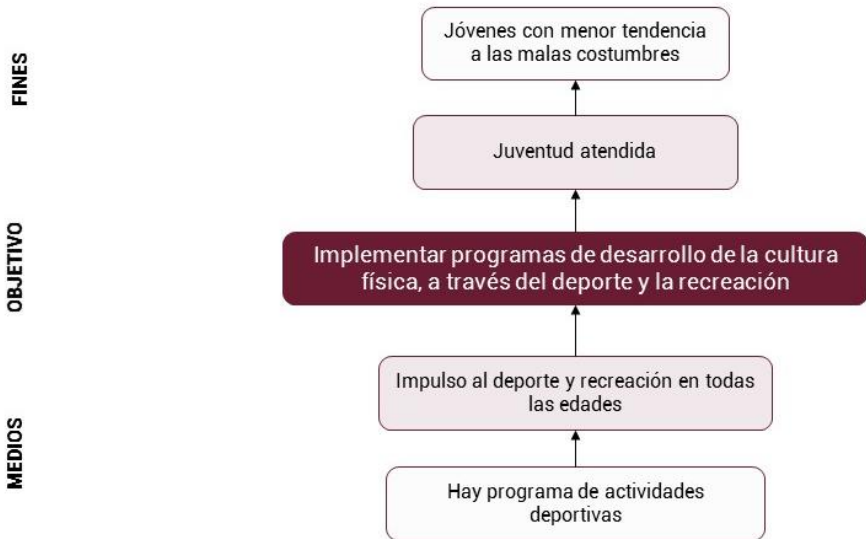 FINES
Jóvenes con menor tendencia
a las malas costumbres
Juventud atendida
OBJETIVO
Implementar programas de desarrollo de la cultura
física, a través del deporte y la recreación
MEDIOS
Impulso al deporte y recreación en todas
las edades
Hay programa de actividades
deportivas